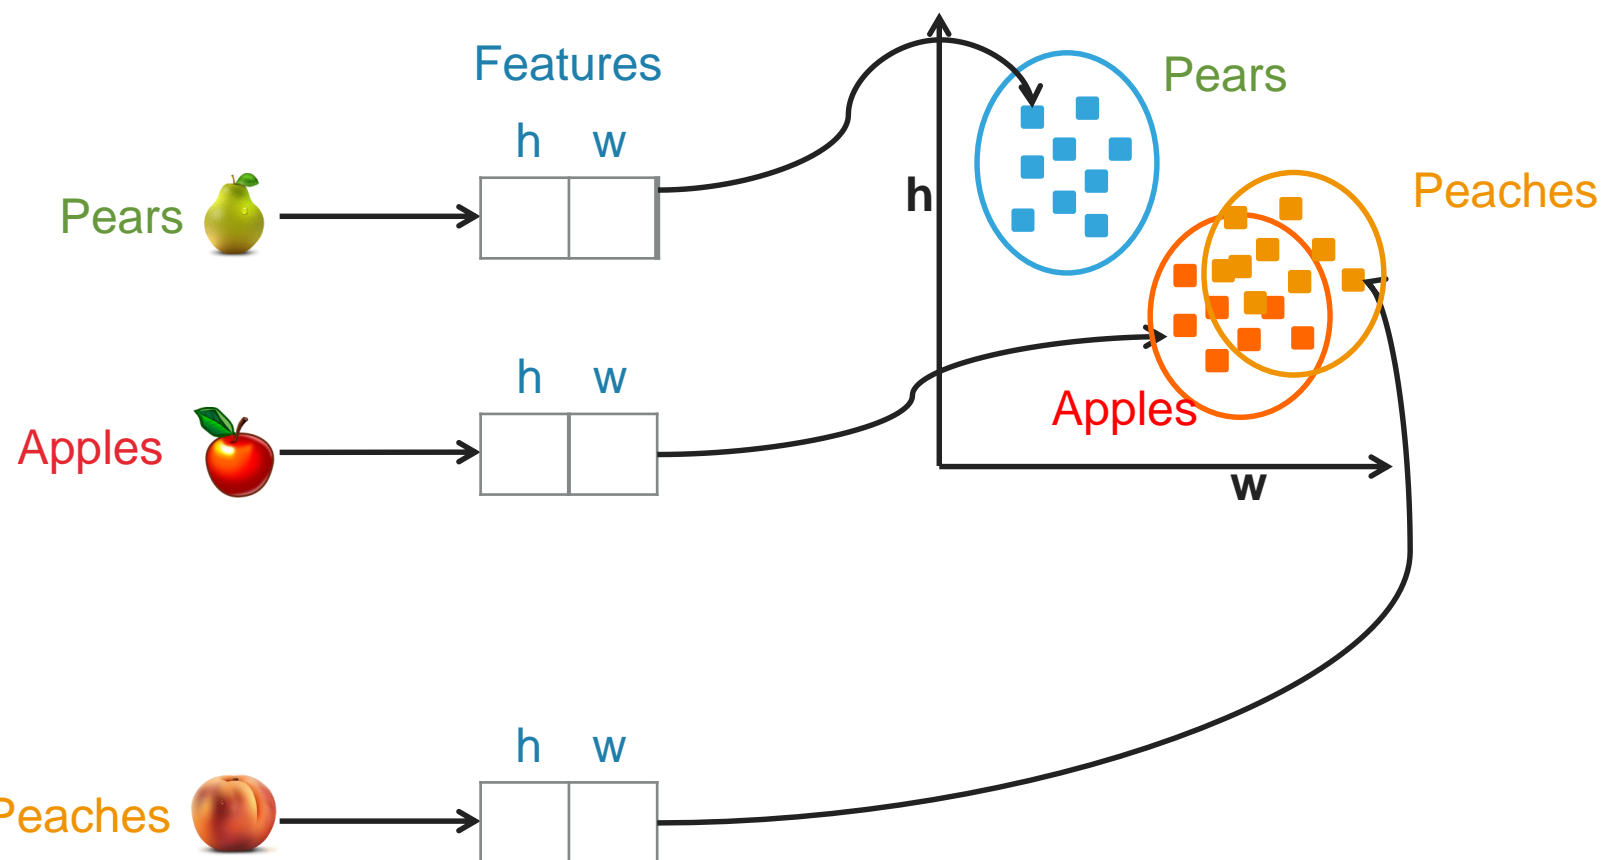 Features
Pears
h w
h
Peaches
Pears
h w
Apples
Apples
w
h w
Peaches